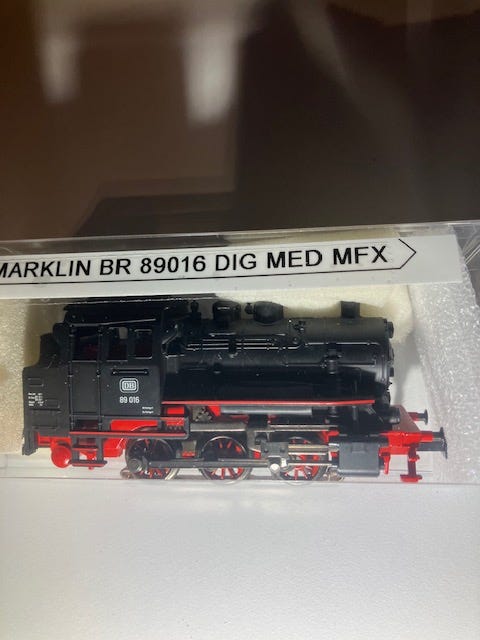 MARKLIN BR 89016 DIG MED MFX
DB
89 016